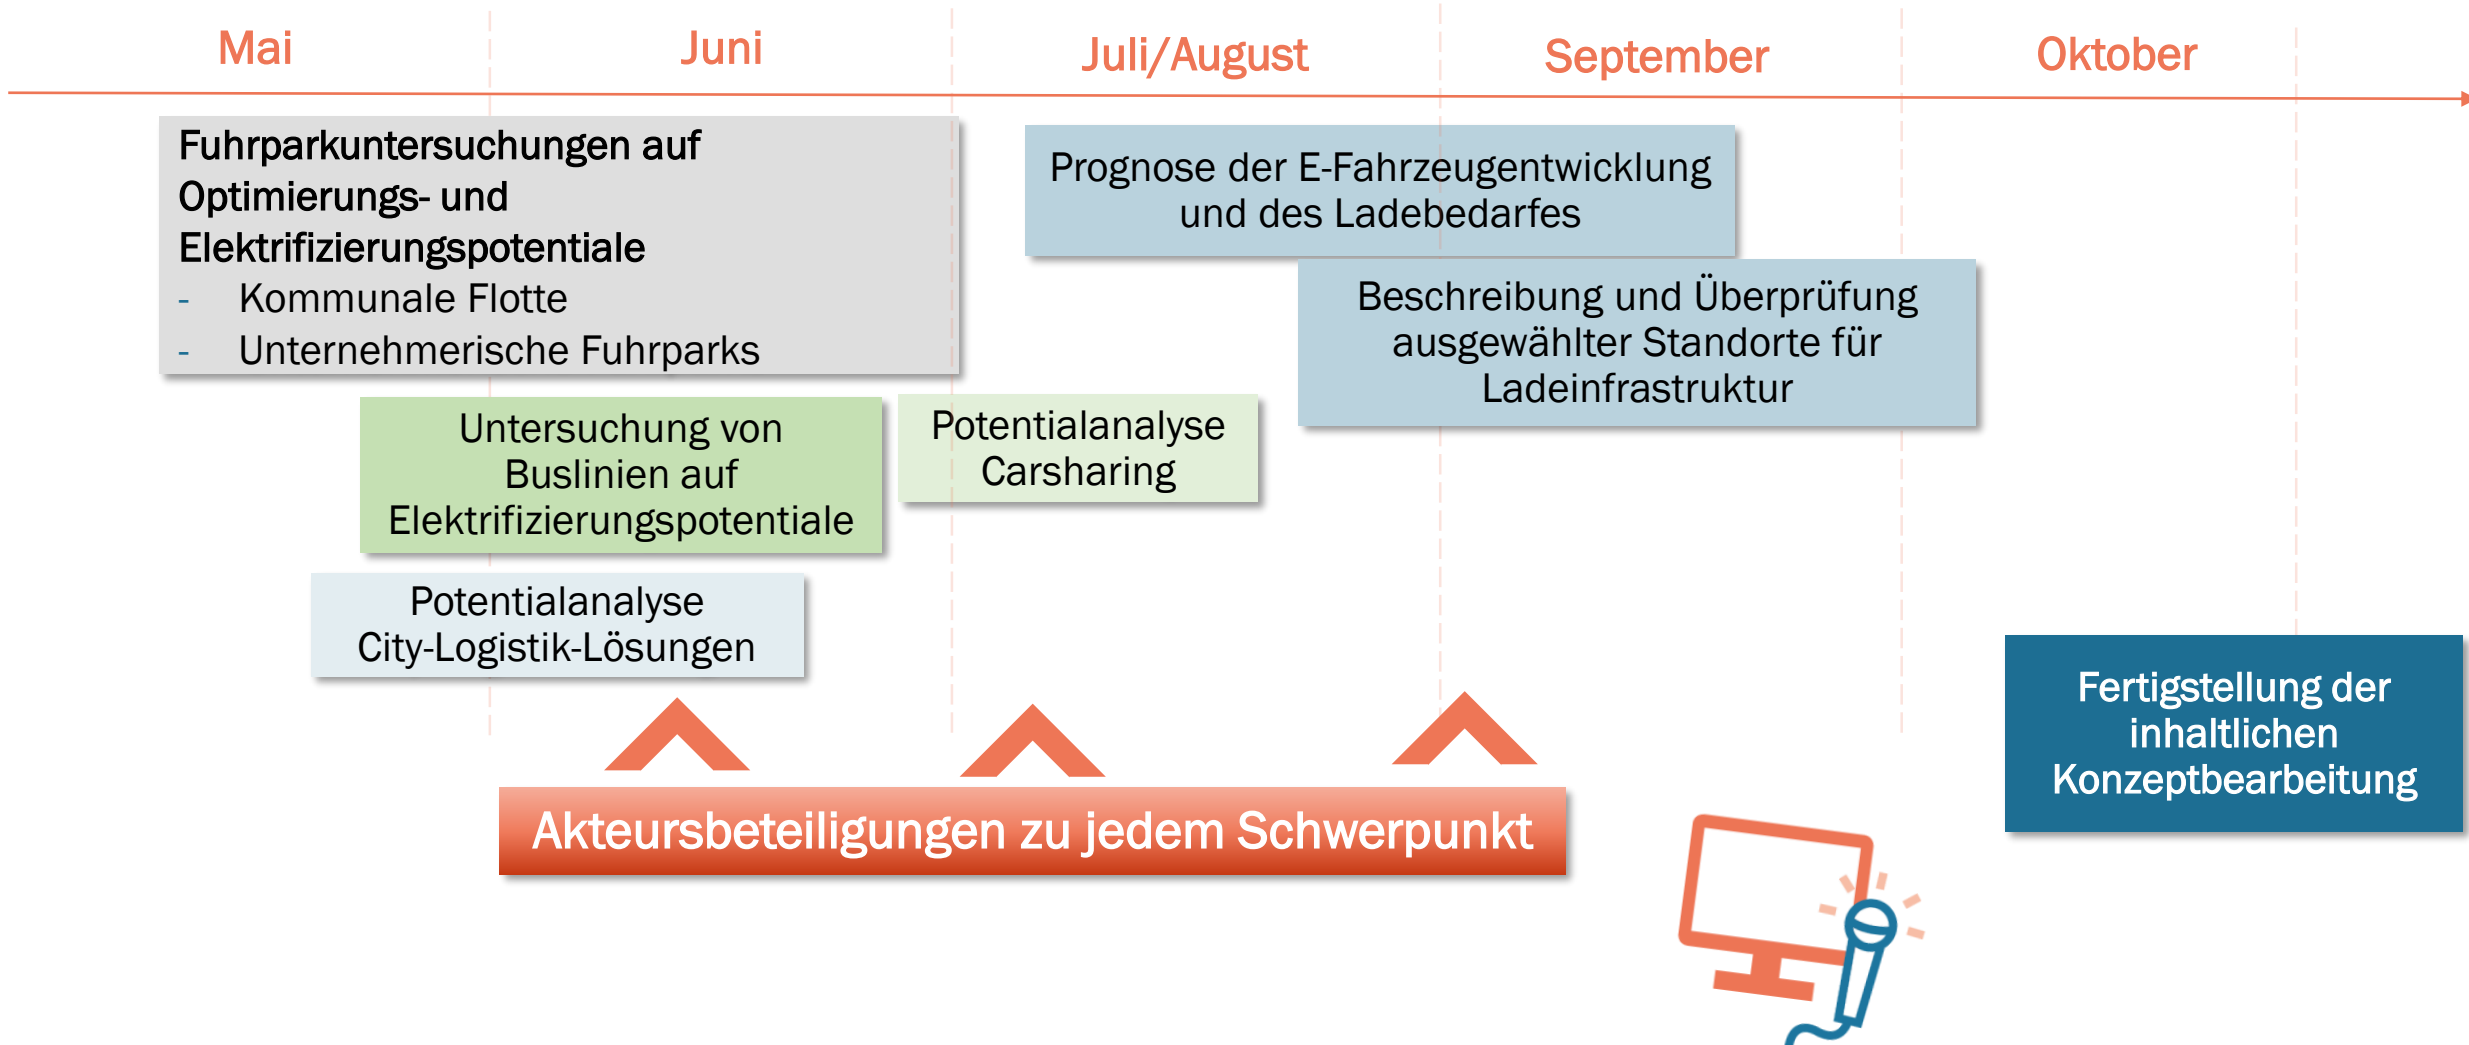 Mai
Juni
Juli/August
September
Oktober
Fuhrparkuntersuchungen auf
Optimierungs- und
Elektrifizierungspotentiale
- Kommunale Flotte
- Unternehmerische Fuhrparks
Prognose der E-Fahrzeugentwicklung
und des Ladebedarfes
Beschreibung und Überprüfung
ausgewählter Standorte für
Ladeinfrastruktur
Untersuchung von
Buslinien auf
Elektrifizierungspotentiale
Potentialanalyse
Carsharing
Potentialanalyse
City-Logistik-Lösungen
Fertigstellung der
inhaltlichen
Konzeptbearbeitung
Akteursbeteiligungen zu jedem Schwerpunkt